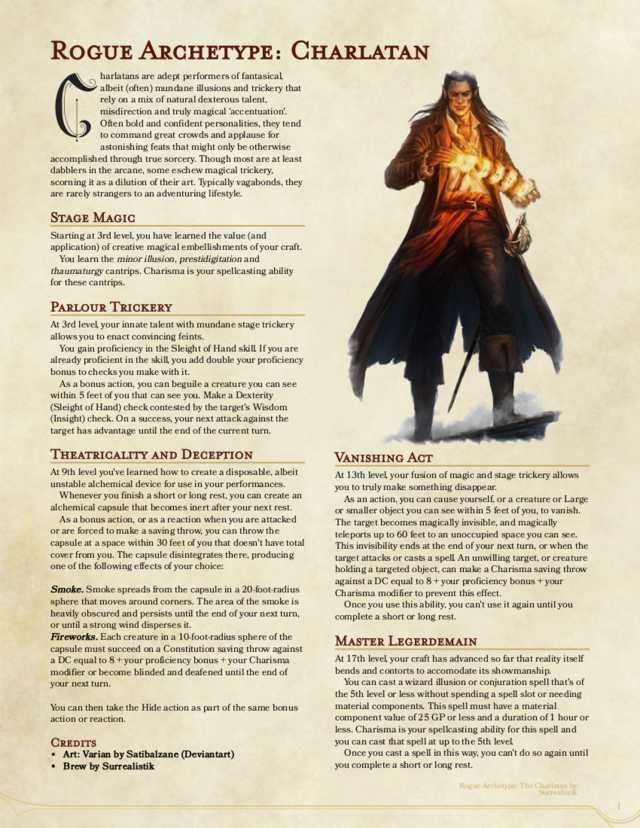 Rogue Archetype: Charlatan
Charlatans are adept performers of fantasical,
albeit (often) mundane illusions and trickery that
rely on a mix of natural dexterous talent,
misdirection and truly magical 'accentuation'.
Often bold and confident personalities, they tend
to command great crowds and applause for
astonishing feats that might only be otherwise
accomplished through true sorcery. Though most are at least
dabblers in the arcane, some eschew magical trickery,
scorning it as a dilution of their art. Typically vagabonds, they
are rarely strangers to an adventuring lifestyle.
Stage Magic
Starting at 3rd level, you have learned the value (and
application) of creative magical embellishments of your craft.
You learn the minor illusion, prestidigitation and
thaumaturgy cantrips. Charisma is your spellcasting ability
for these cantrips.
Parlour Trickery
At 3rd level, your innate talent with mundane stage trickery
allows you to enact convincing feints.
You gain proficiency in the Sleight of Hand skill. If you are
already proficient in the skill, you add double your proficiency
bonus to checks you make with it.
As a bonus action, you can beguile a creature you can see
within 5 feet of you that you can see. Make a Dexterity
(Sleight of Hand) check contested by the target's Wisdom
(Insight) check. On a success, your next attack against the
target has advantage until the end of the current turn.
Theatricality and Deception
At 9th level you've learned how to create a disposable, albeit
unstable alchemical device for use in your performances.
Whenever you finish a short or long rest, you can create an
alchemical capsule that becomes inert after your next rest.
As a bonus action, or as a reaction when you are attacked
or are forced to make a saving throw, you can throw the
capsule at a space within 30 feet of you that doesn't have total
cover from you. The capsule disintegrates there, producing
one of the following effects of your choice:
Smoke. Smoke spreads from the capsule in a 20-foot-radius
sphere that moves around corners. The area of the smoke is
heavily obscured and persists until the end of your next turn,
or until a strong wind disperses it.
Fireworks. Each creature in a 10-foot-radius sphere of the
capsule must succeed on a Constitution saving throw against
a DC equal to 8 + your proficiency bonus + your Charisma
modifier or become blinded and deafened until the end of
your next turn.
You can then take the Hide action as part of the same bonus
action or reaction.
Credits
• Art: Varian by Satibalzane (Deviantart)
• Brew by Surrealistik
Vanishing Act
At 13th level, your fusion of magic and stage trickery allows
you to truly make something disappear.
As an action, you can cause yourself, or a creature or Large
or smaller object you can see within 5 feet of you, to vanish.
The target becomes magically invisible, and magically
teleports up to 60 feet to an unoccupied space you can see.
This invisibility ends at the end of your next turn, or when the
target attacks or casts a spell. An unwilling target, or creature
holding a targeted object, can make a Charisma saving throw
against a DC equal to 8 + your proficiency bonus + your
Charisma modifier to prevent this effect.
Once you use this ability, you can't use it again until you
complete a short or long rest.
Master Legerdemain
At 17th level, your craft has advanced so far that reality itself
bends and contorts to accomodate its showmanship.
You can cast a wizard illusion or conjuration spell that's of
the 5th level or less without spending a spell slot or needing
material components. This spell must have a material
component value of 25 GP or less and a duration of 1 hour or
less. Charisma is your spellcasting ability for this spell and
you can cast that spell at up to the 5th level.
Once you cast a spell in this way, you can't do so again until
you complete a short or long rest.
Rogue Archetype: The Charlatan by
Surrealistik
1